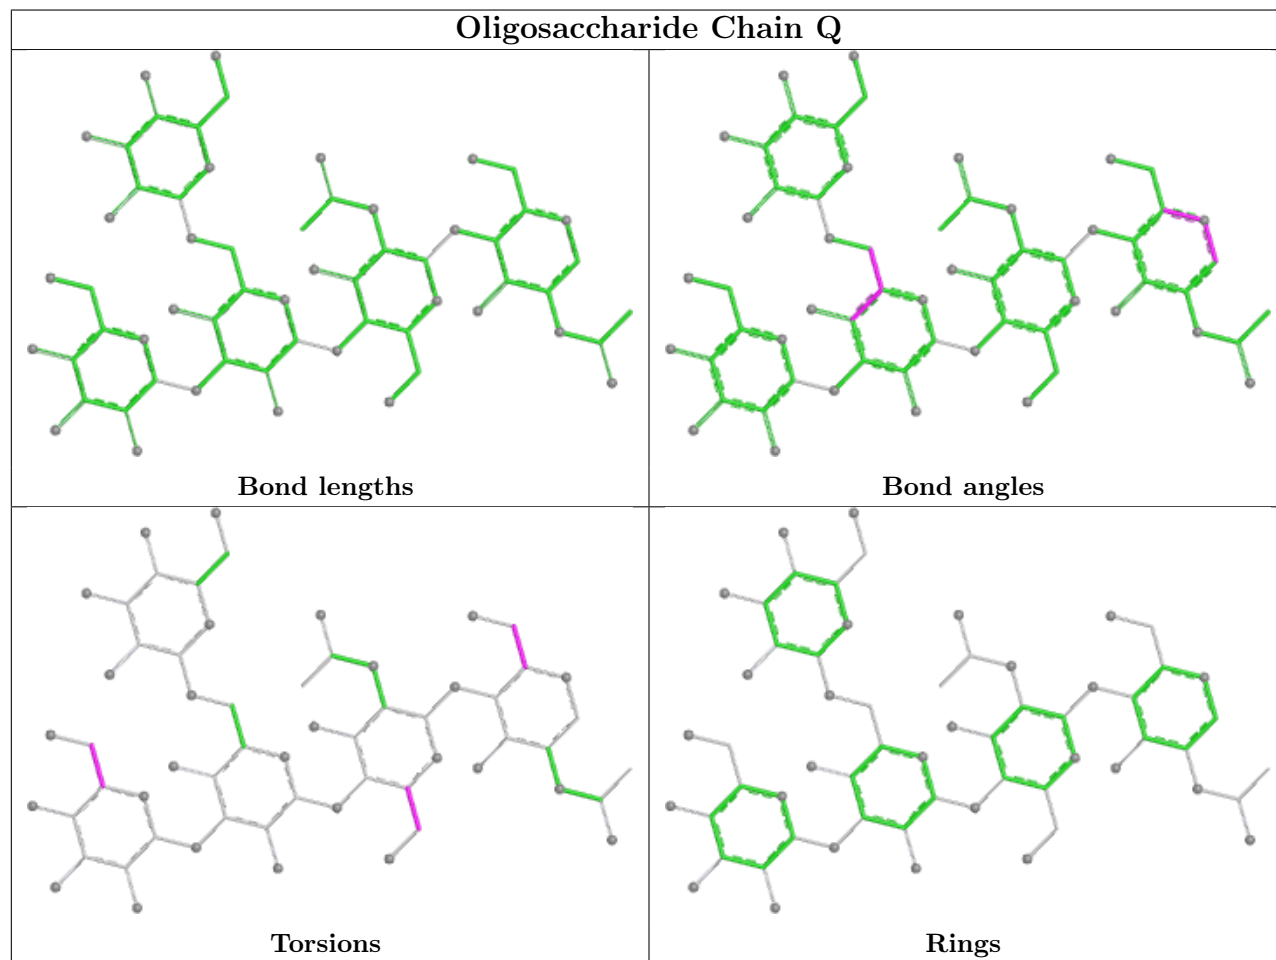 Oligosaccharide Chain Q
Bond lengths
Bond angles
Torsions
Rings